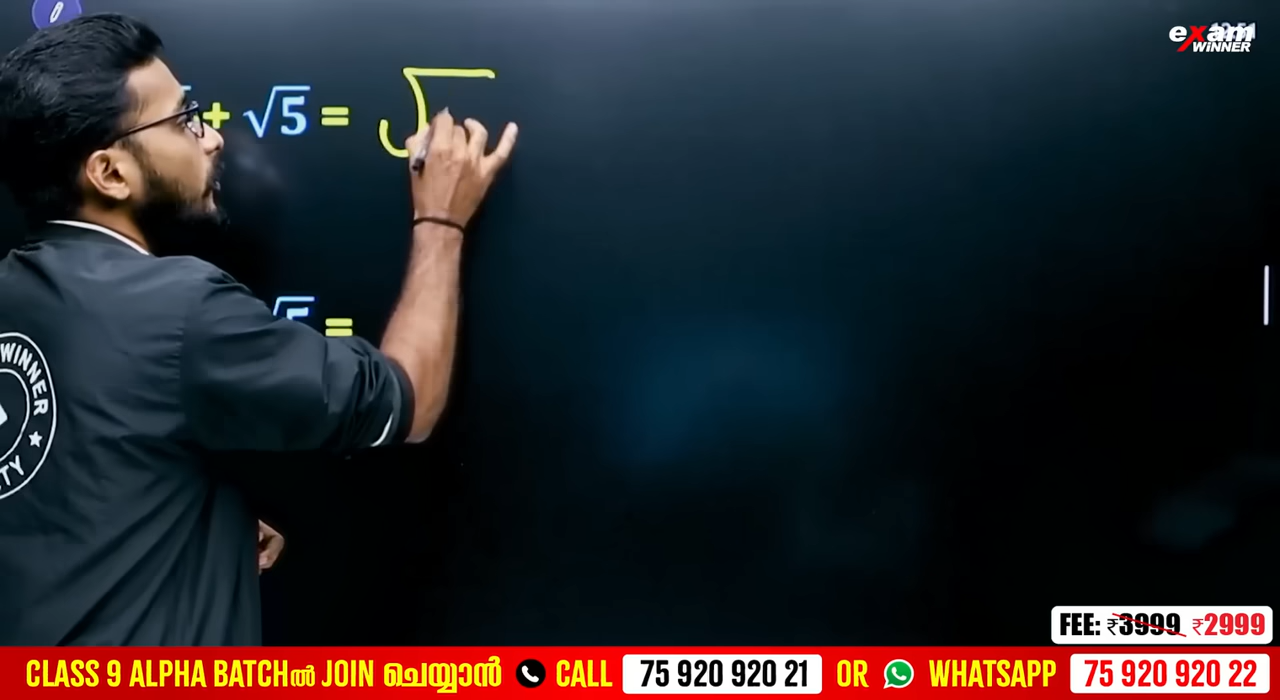 exam
WINNER
+ √5 = √
√5 =
WINNER
FEE: ₹3999 ₹2999
CLASS 9 ALPHA BATCHൽ JOIN ചെയ്യാൻ CALL 75 920 920 21 OR WHATSAPP 75 920 920 22